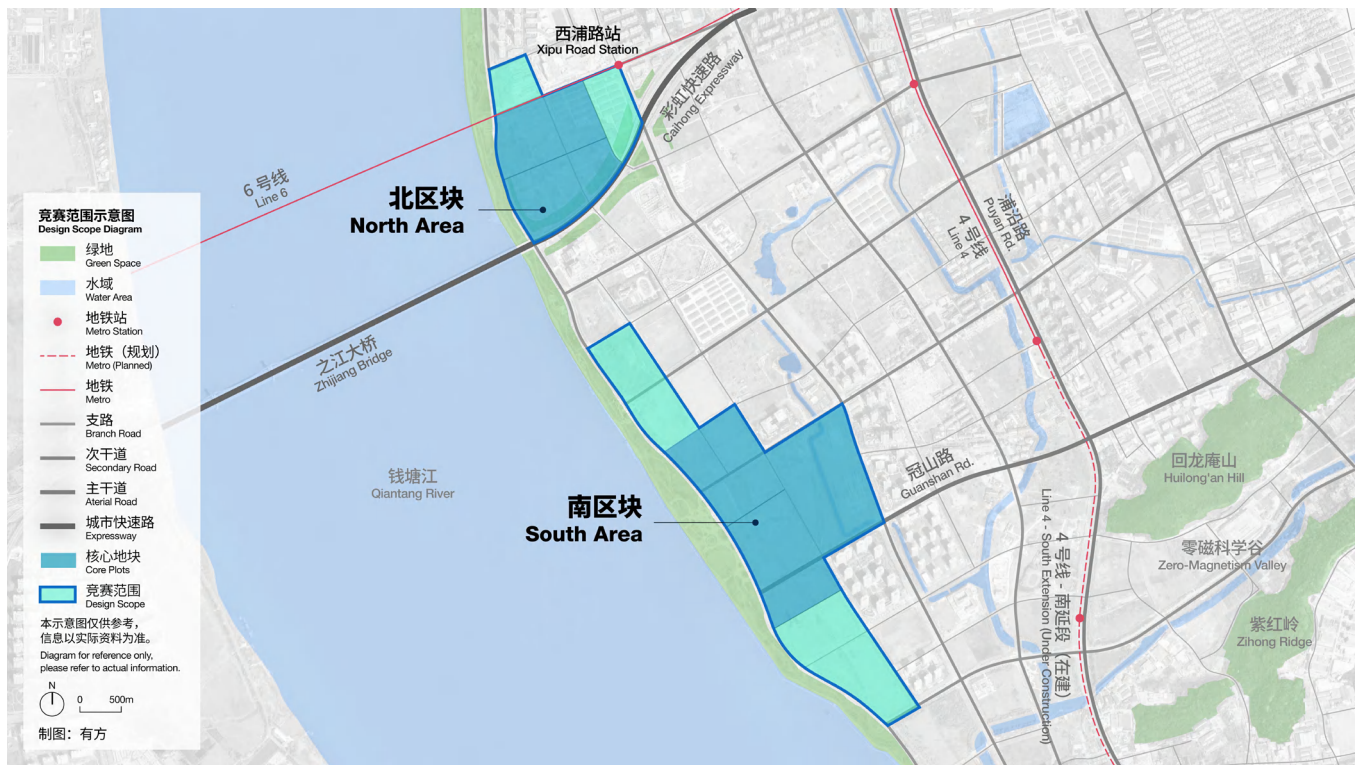 西浦路站
Xipu Road Station
彩虹快速路
Caihong Expressway
6 号线
Line 6
北区块
North Area
浦沿路
Puyan Rd.
4 号线
Line 4
之江大桥
Zhijiang Bridge
钱塘江
Qiantang River
南区块
South Area
冠山路
Guanshan Rd.
回龙庵山
Huilong'an Hill
零磁科学谷
Zero-Magnetism Valley
紫红岭
Zihong Ridge
4 号线 - 南延段（在建）
Line 4 - South Extension (Under Construction)
竞赛范围示意图
Design Scope Diagram
绿地
Green Space
水域
Water Area
地铁站
Metro Station
地铁（规划）
Metro (Planned)
地铁
Metro
支路
Branch Road
次干道
Secondary Road
主干道
Aterial Road
城市快速路
Expressway
核心地块
Core Plots
竞赛范围
Design Scope
本示意图仅供参考，
信息以实际资料为准。
Diagram for reference only,
please refer to actual information.
N
0 500m
制图：有方